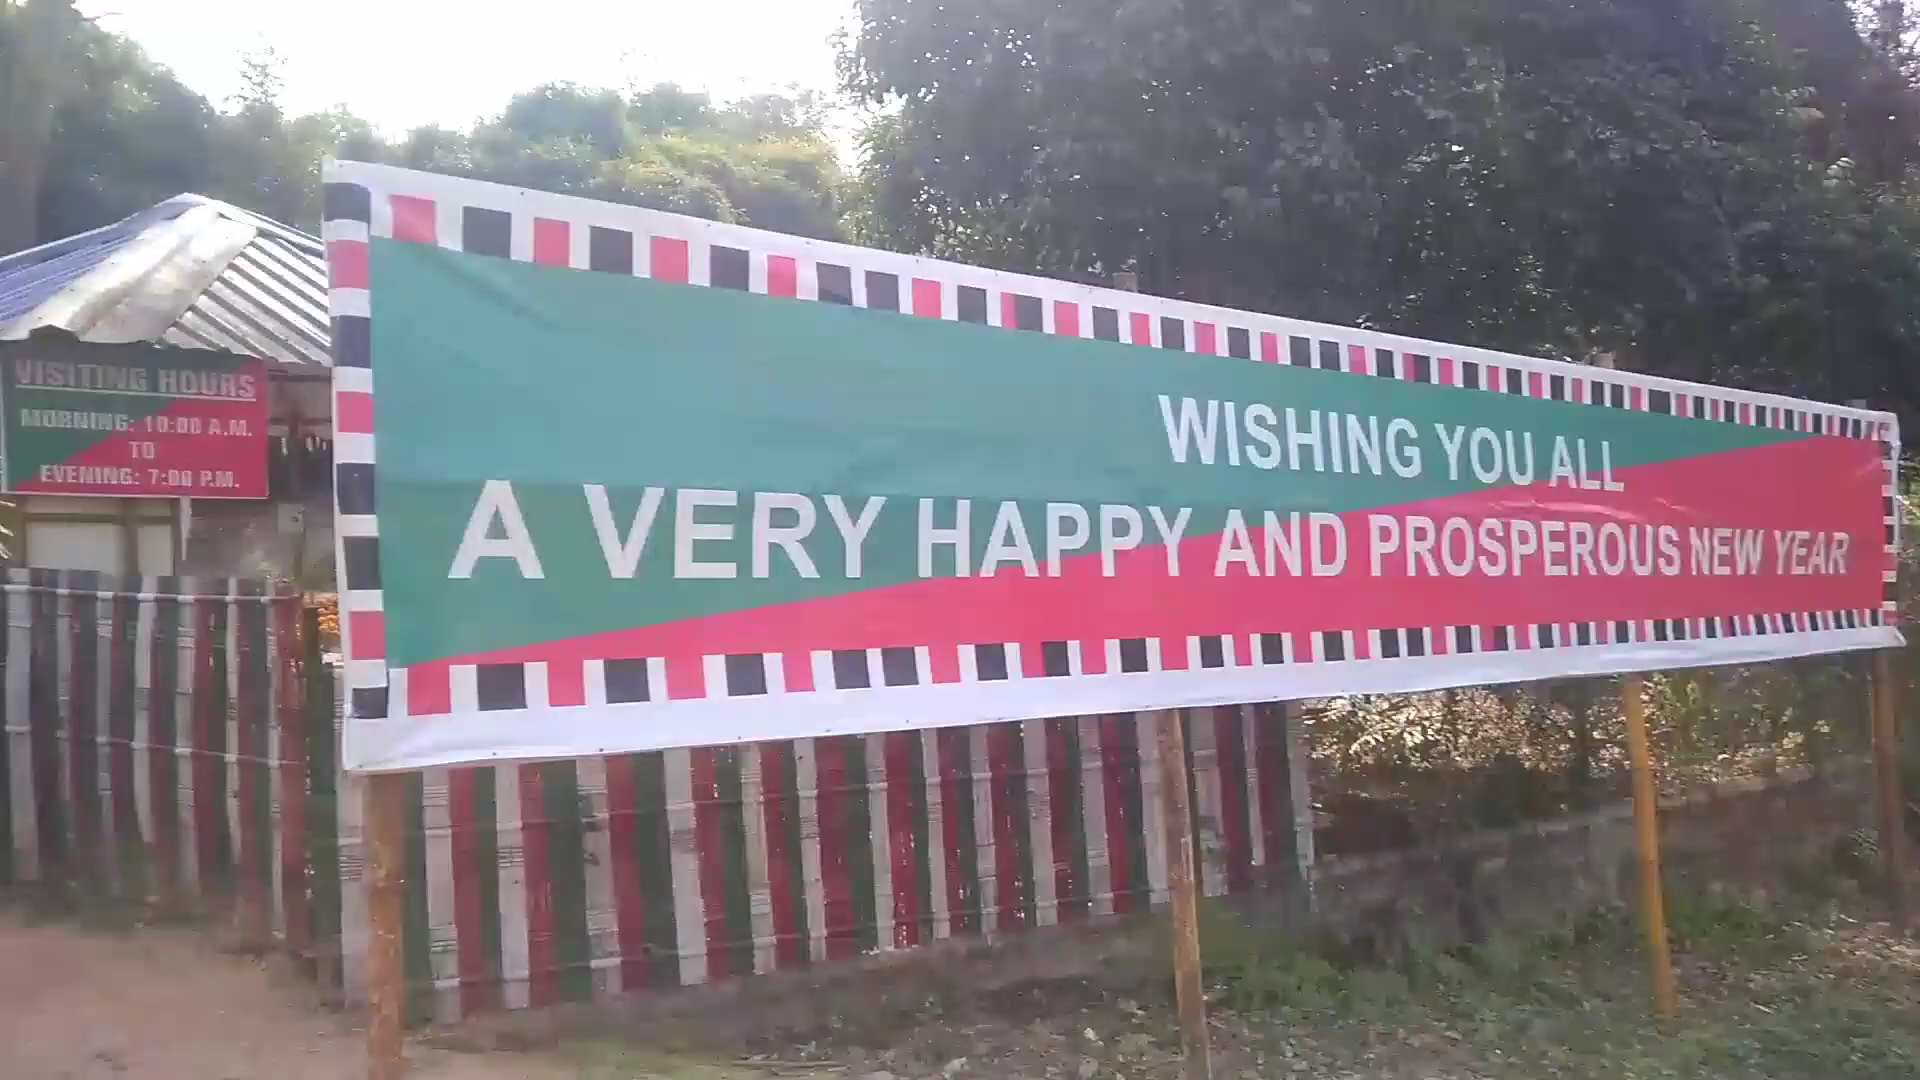 VISITING HOURS
MORNING: 10:00 A.M.
TO
EVENING: 7:00 P.M.
WISHING YOU ALL
A VERY HAPPY AND PROSPEROUS NEW YEAR